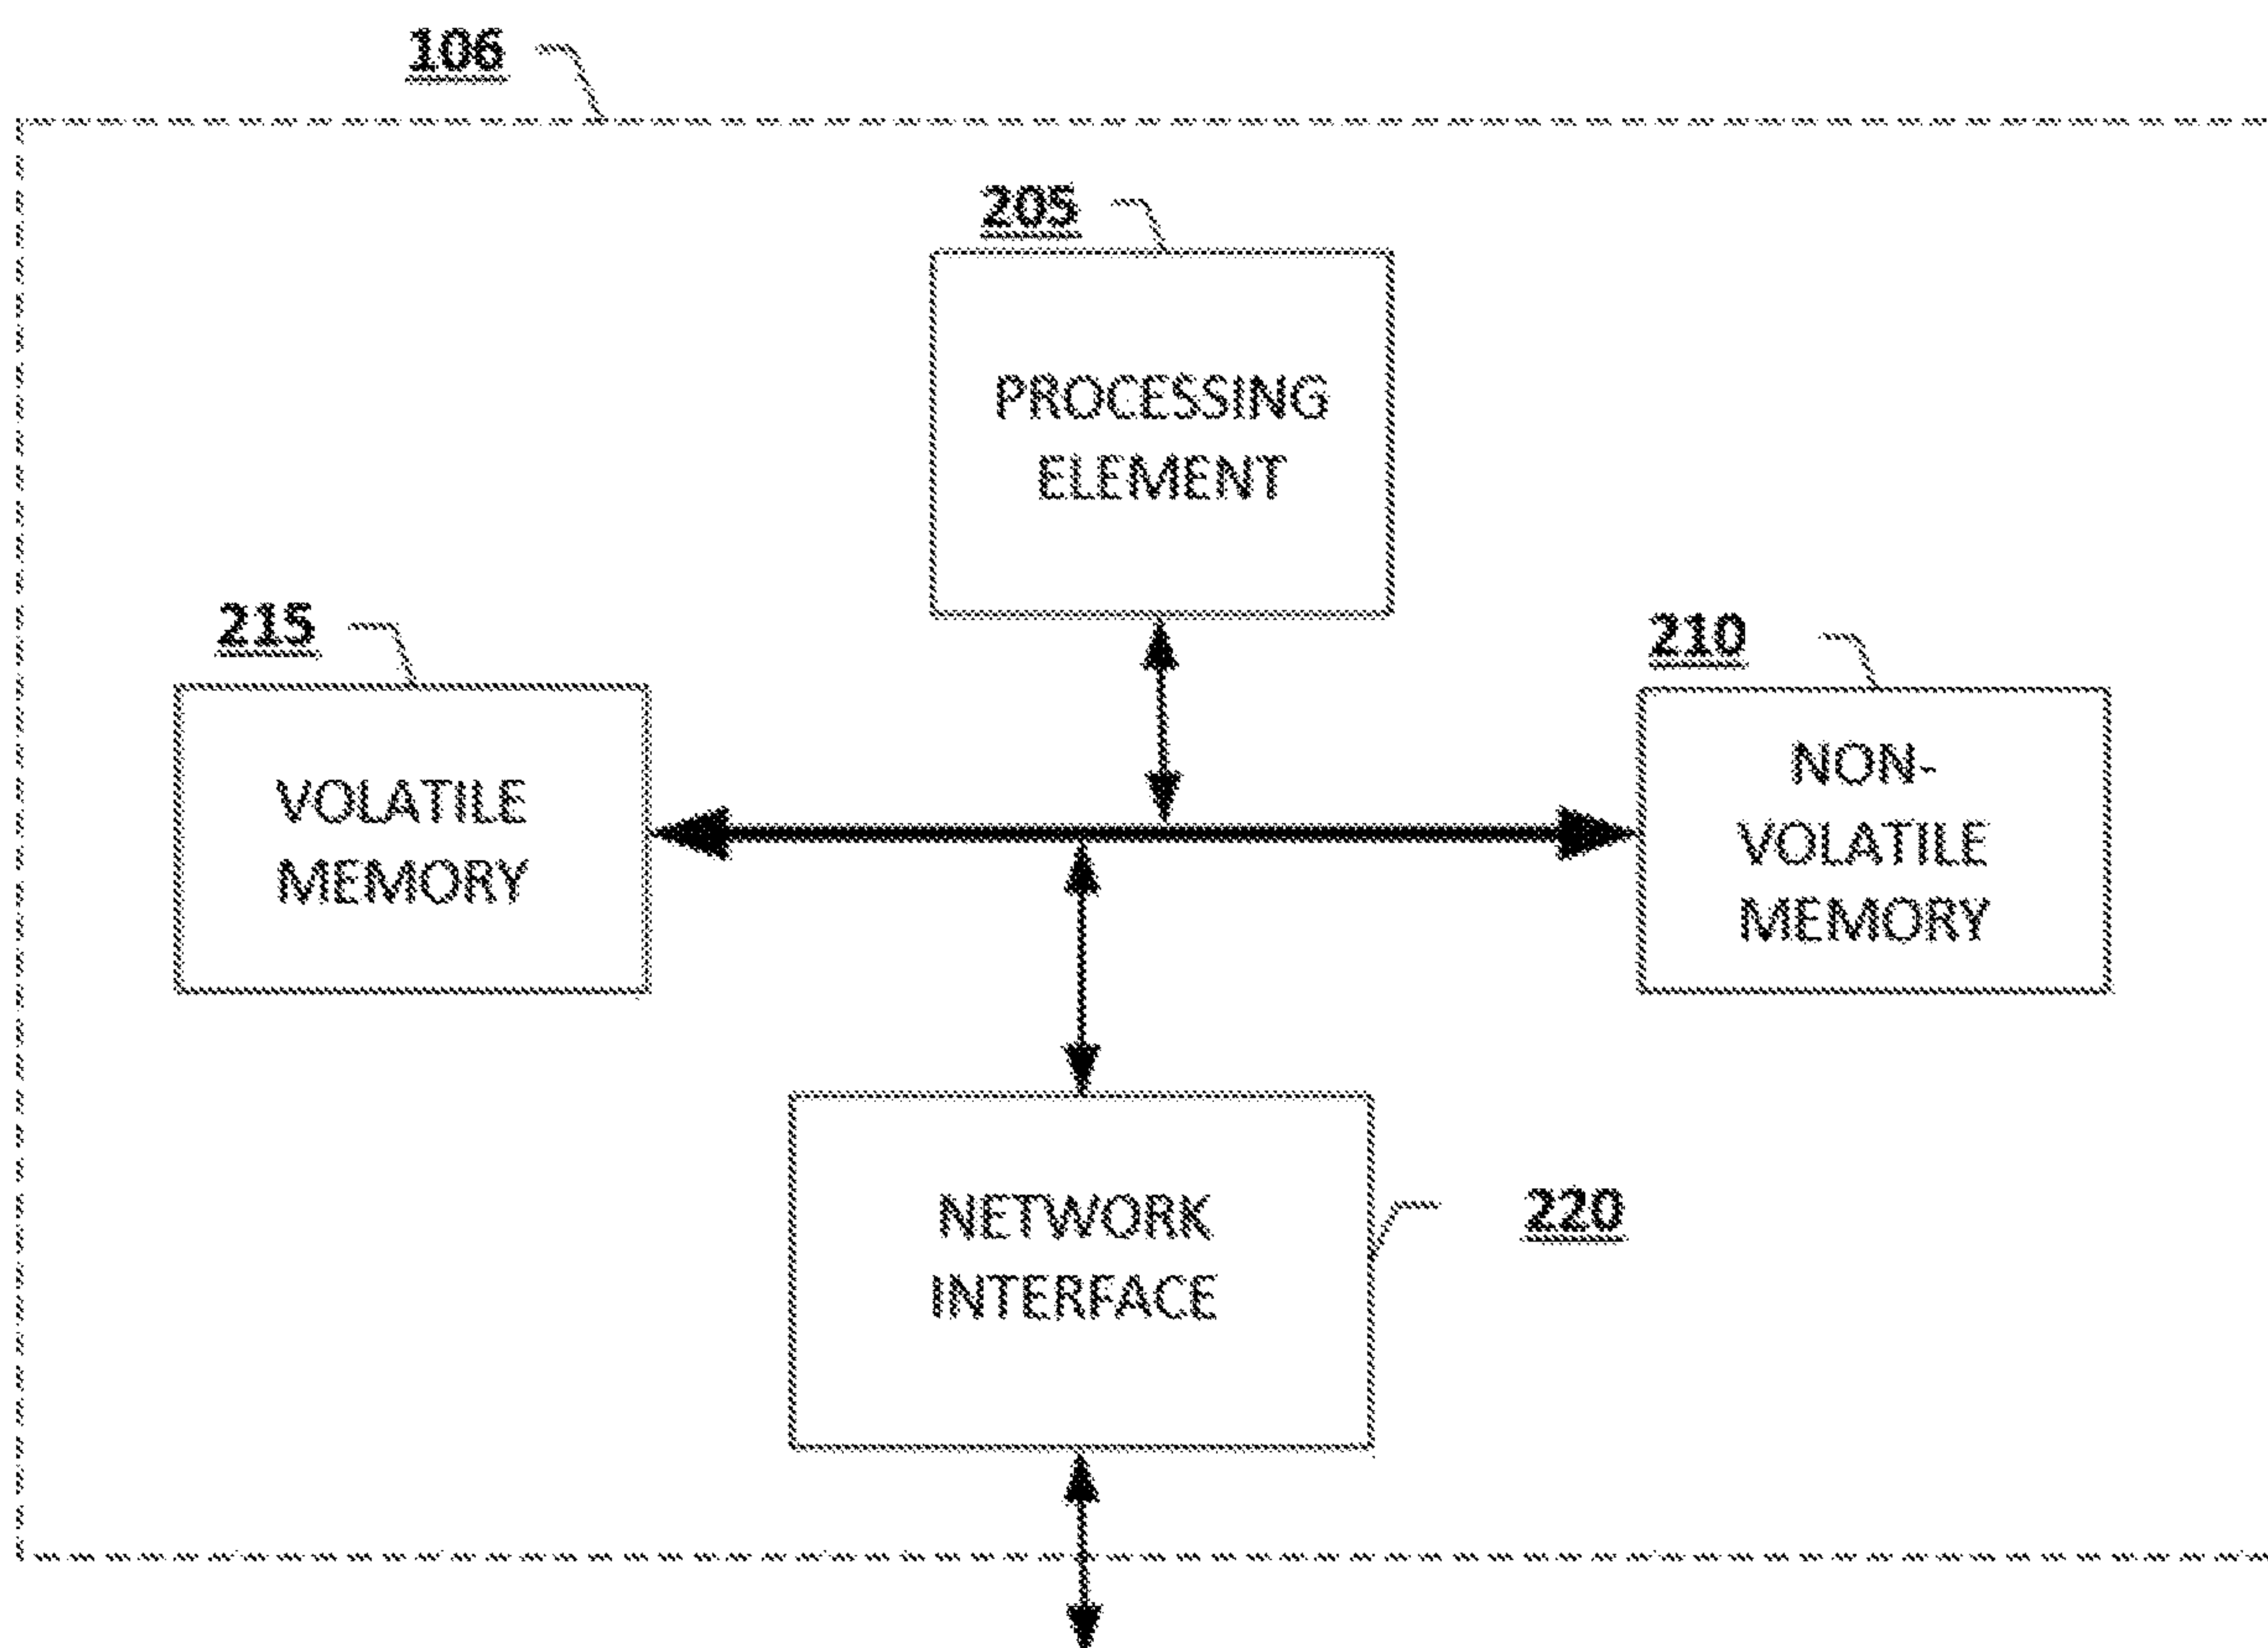 106
205
PROCESSING
ELEMENT
215
VOLATILE
MEMORY
210
NON-
VOLATILE
MEMORY
NETWORK
INTERFACE
220